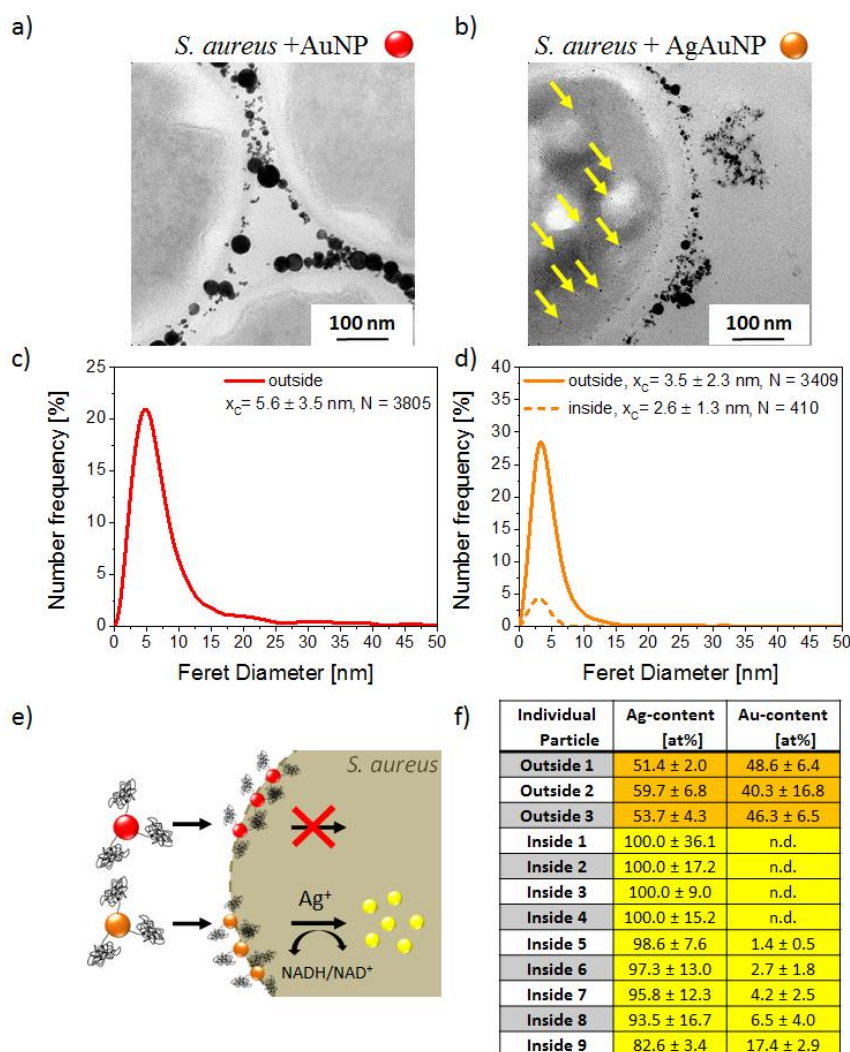 a)
S. aureus +AuNP
b)
S. aureus + AgAuNP
100 nm
100 nm
c)
25
20
15
10
5
0
Number frequency [%]
outside
x_c= 5.6 ± 3.5 nm, N = 3805
0 5 10 15 20 25 30 35 40 45 50
Feret Diameter [nm]
d)
40
35
30
25
20
15
10
5
0
Number frequency [%]
outside, x_c= 3.5 ± 2.3 nm, N = 3409
inside, x_c= 2.6 ± 1.3 nm, N = 410
0 5 10 15 20 25 30 35 40 45 50
Feret Diameter [nm]
e)
S. aureus
Ag⁺
NADH/NAD⁺
f)
Individual Particle Ag-content [at%] Au-content [at%]
Outside 1 51.4 ± 2.0 48.6 ± 6.4
Outside 2 59.7 ± 6.8 40.3 ± 16.8
Outside 3 53.7 ± 4.3 46.3 ± 6.5
Inside 1 100.0 ± 36.1 n.d.
Inside 2 100.0 ± 17.2 n.d.
Inside 3 100.0 ± 9.0 n.d.
Inside 4 100.0 ± 15.2 n.d.
Inside 5 98.6 ± 7.6 1.4 ± 0.5
Inside 6 97.3 ± 13.0 2.7 ± 1.8
Inside 7 95.8 ± 12.3 4.2 ± 2.5
Inside 8 93.5 ± 16.7 6.5 ± 4.0
Inside 9 82.6 ± 3.4 17.4 ± 2.9